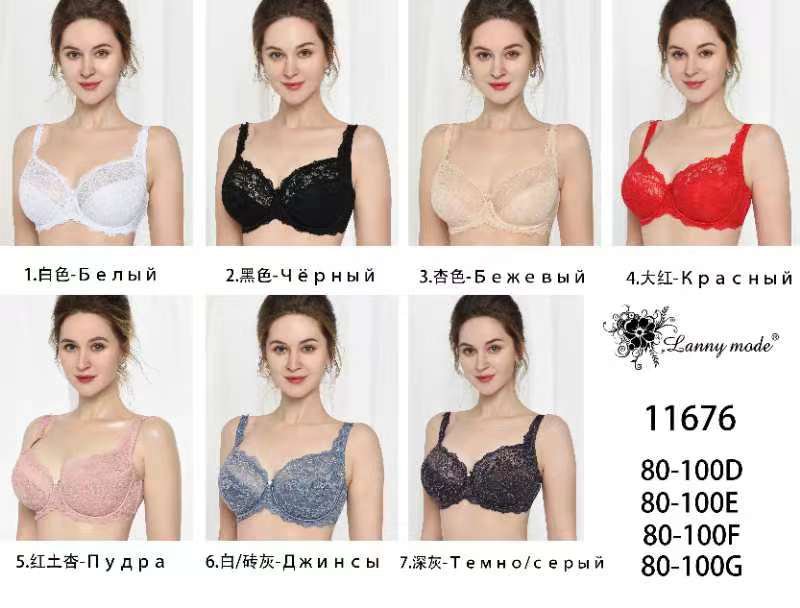 1.白色-Белый
2.黑色-Чёрный
3.杏色-Бежевый
4.大红-Красный
Lanny mode®
11676
80-100D
80-100E
80-100F
80-100G
5.红土杏-Пудра
6.白/砖灰-Джинсы
7.深灰-Темно/серый